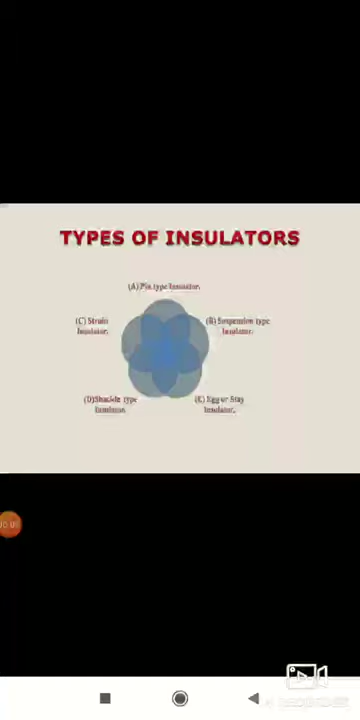 TYPES OF INSULATORS
(A) Pin type Insulator.
(C) Strain
Insulator.
(B) Suspension type
Insulator.
(D)Shackle type
Insulator.
(E) Egg or Stay
Insulator.